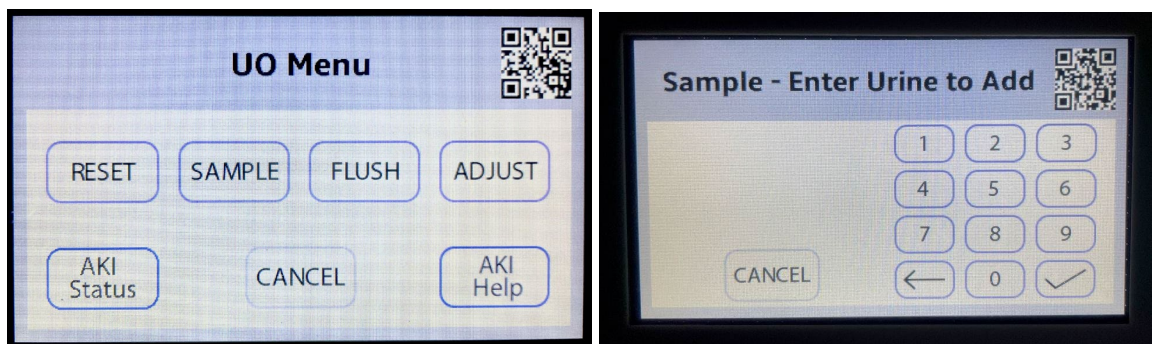 UO Menu
RESET SAMPLE FLUSH ADJUST
AKI
Status
CANCEL
AKI
Help
Sample - Enter Urine to Add
1 2 3
4 5 6
7 8 9
CANCEL
← 0 ✓